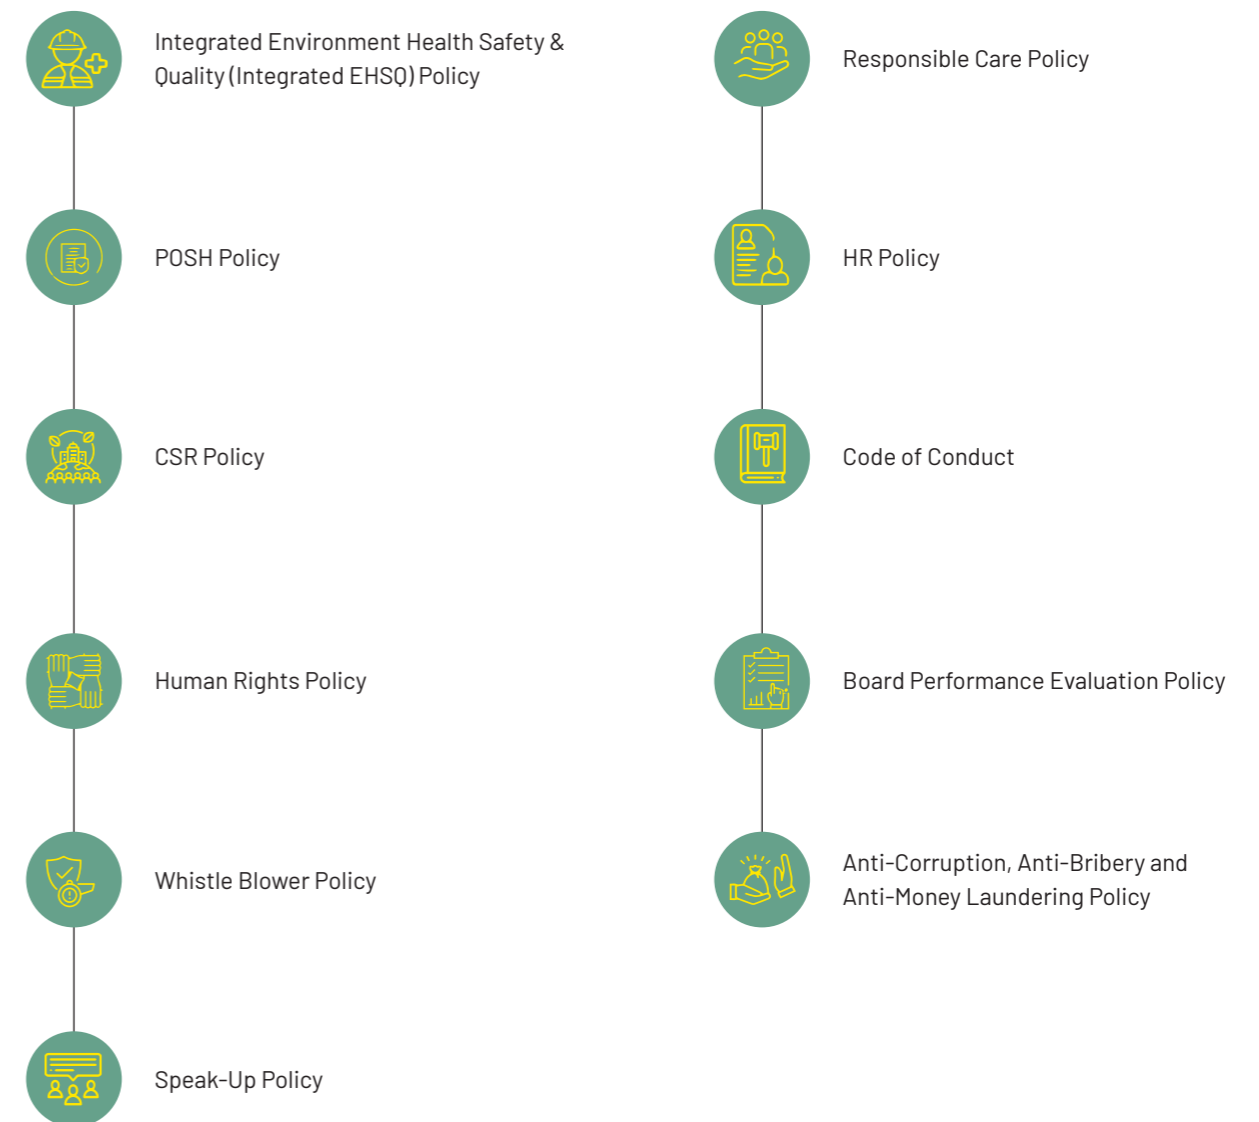 Integrated Environment Health Safety &
Quality (Integrated EHSQ) Policy
POSH Policy
CSR Policy
Human Rights Policy
Whistle Blower Policy
Speak-Up Policy
Responsible Care Policy
HR Policy
Code of Conduct
Board Performance Evaluation Policy
Anti-Corruption, Anti-Bribery and
Anti-Money Laundering Policy